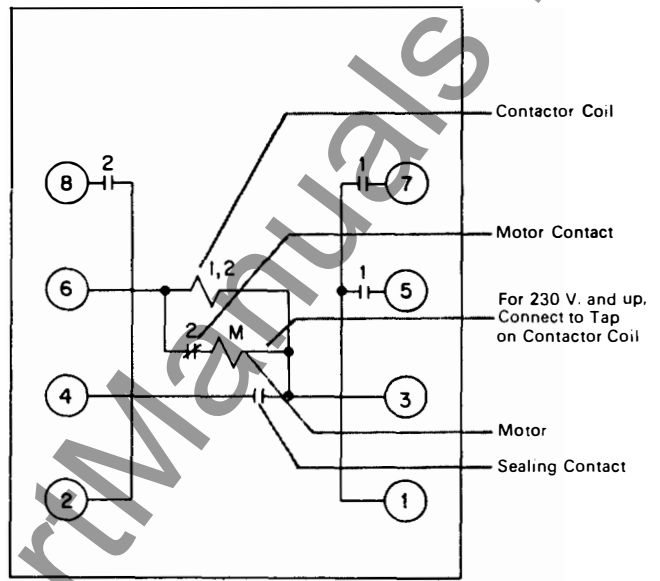 Contactor Coil
2
1
8
7
Motor Contact
1,2
1
6
5
For 230 V. and up,
Connect to Tap
on Contactor Coil
2
M
4
3
Motor
Sealing Contact
2
1
rtManuals